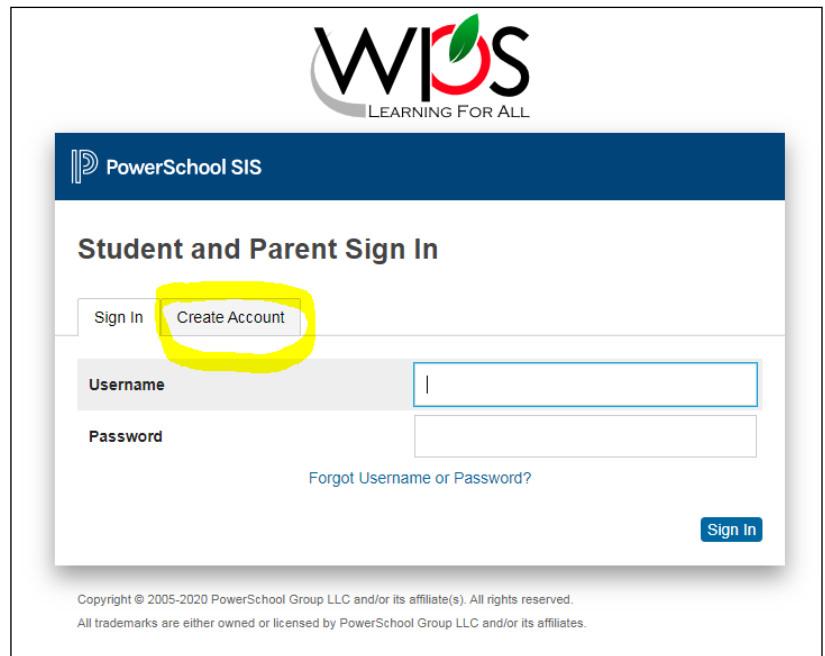 WPS
LEARNING FOR ALL
PowerSchool SIS
Student and Parent Sign In
Sign In
Create Account
Username
Password
Forgot Username or Password?
Sign In
Copyright © 2005-2020 PowerSchool Group LLC and/or its affiliate(s). All rights reserved.
All trademarks are either owned or licensed by PowerSchool Group LLC and/or its affiliates.